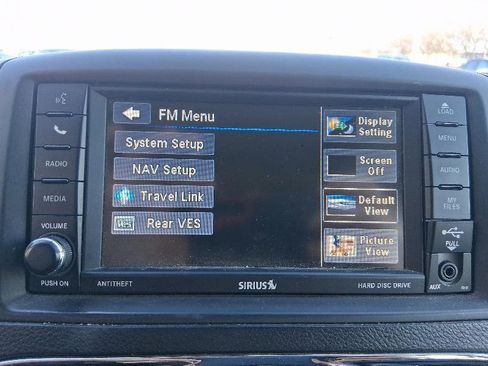 FM Menu
System Setup
NAV Setup
Travel Link
VES
Rear VES
Display
Setting
Screen
Off
Default
View
Picture
View
RADIO
MEDIA
VOLUME
PUSH ON
LOAD
MENU
AUDIO
MY
FILES
PULL
AUX
ANTITHEFT
SIRIUS
HARD DISC DRIVE